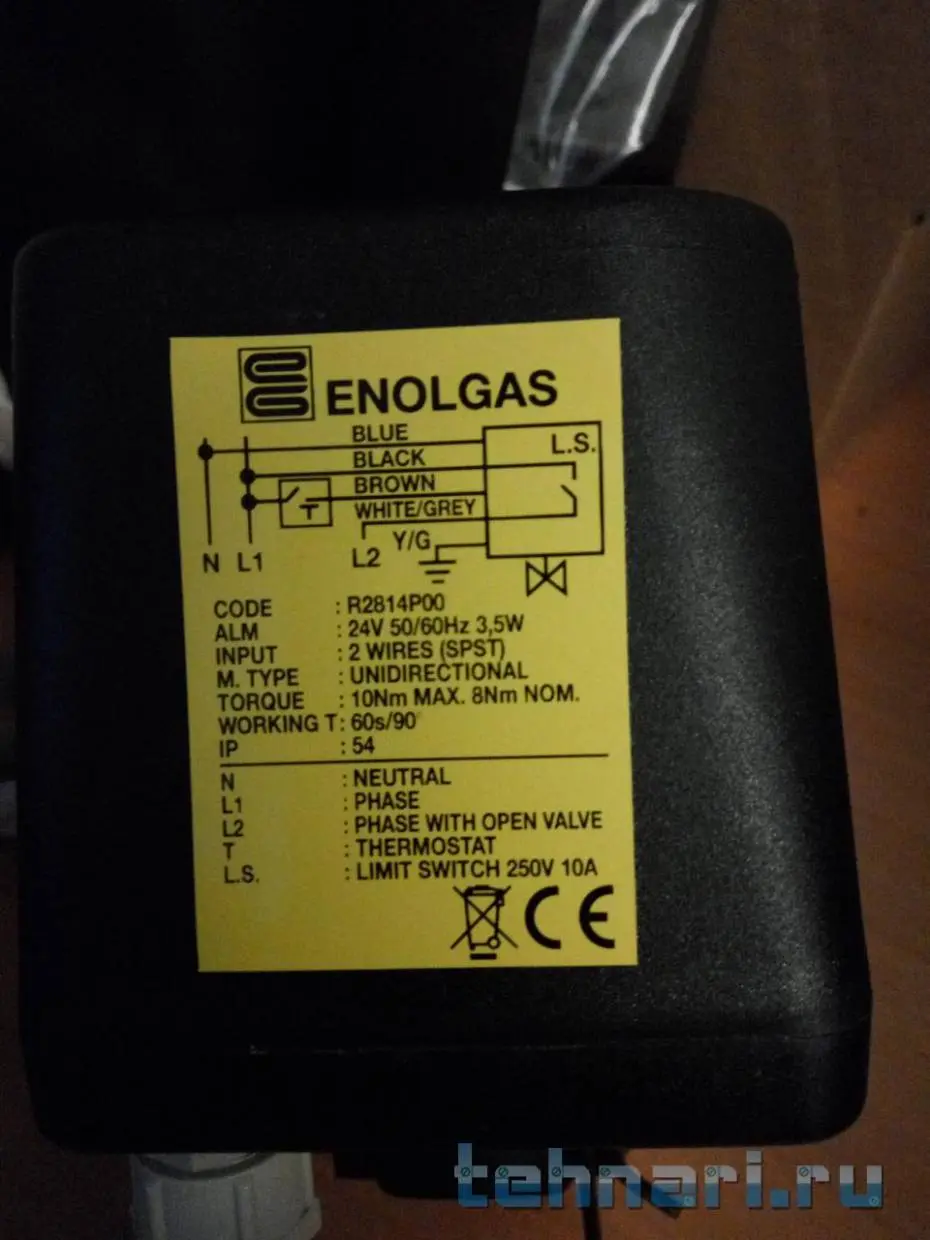 ENOLGAS
BLUE
L.S.
BLACK
BROWN
T
WHITE/GREY
Y/G
N L1 L2
CODE : R2814P00
ALM : 24V 50/60Hz 3,5W
INPUT : 2 WIRES (SPST)
M. TYPE : UNIDIRECTIONAL
TORQUE : 10Nm MAX. 8Nm NOM.
WORKING T : 60s/90°
IP : 54
N : NEUTRAL
L1 : PHASE
L2 : PHASE WITH OPEN VALVE
T : THERMOSTAT
L.S. : LIMIT SWITCH 250V 10A
CE
tehnari.ru